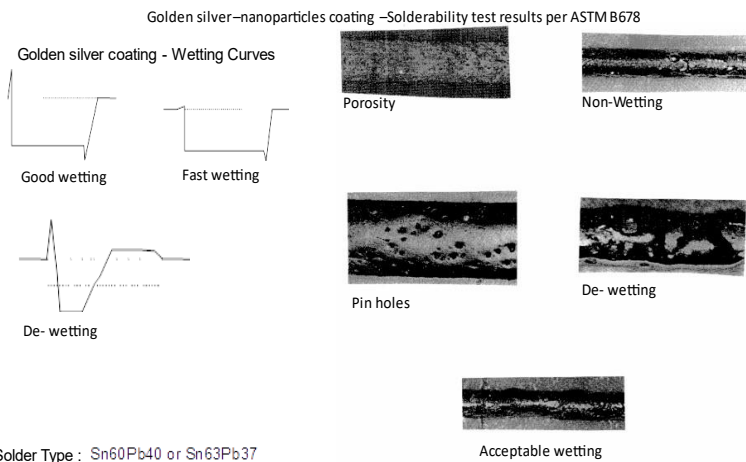 Golden silver–nanoparticles coating –Solderability test results per ASTM B678
Golden silver coating - Wetting Curves
Porosity
Non-Wetting
Good wetting
Fast wetting
Pin holes
De- wetting
De- wetting
Acceptable wetting
Solder Type : Sn60Pb40 or Sn63Pb37